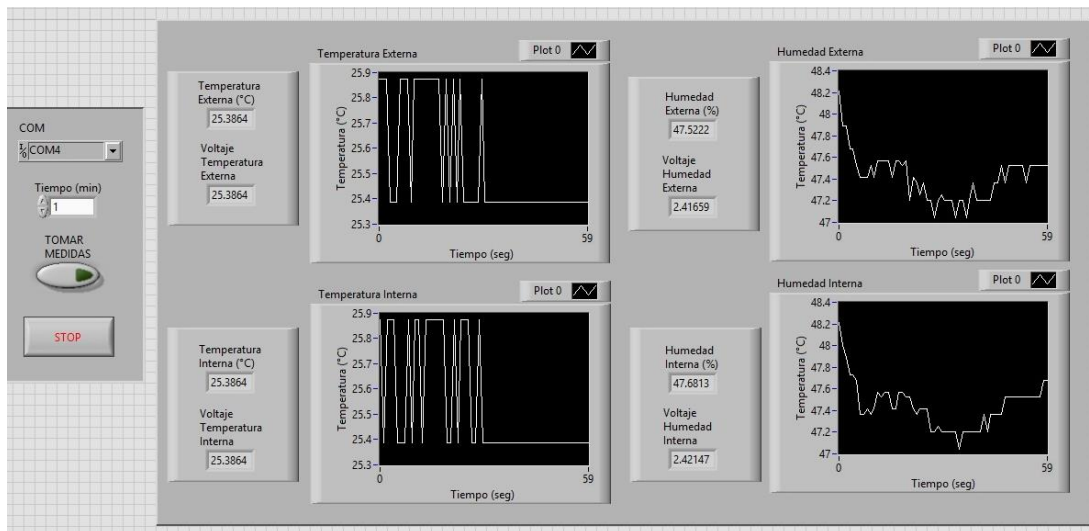 COM
COM4
Tiempo (min)
1
TOMAR
MEDIDAS
STOP
Temperatura
Externa (°C)
25.3864
Voltaje
Temperatura
Externa
25.3864
Temperatura Externa
Plot 0
Temperatura (°C)
25.9
25.8
25.7
25.6
25.5
25.4
25.3
0
59
Tiempo (seg)
Humedad
Externa (%)
47.5222
Voltaje
Humedad
Externa
2.41659
Humedad Externa
Plot 0
Temperatura (°C)
48.4
48.2
48
47.8
47.6
47.4
47.2
47
0
59
Tiempo (seg)
Temperatura
Interna (°C)
25.3864
Voltaje
Temperatura
Interna
25.3864
Temperatura Interna
Plot 0
Temperatura (°C)
25.9
25.8
25.7
25.6
25.5
25.4
25.3
0
59
Tiempo (seg)
Humedad
Interna (%)
47.6813
Voltaje
Humedad
Interna
2.42147
Humedad Interna
Plot 0
Temperatura (°C)
48.4
48.2
48
47.8
47.6
47.4
47.2
47
0
59
Tiempo (seg)